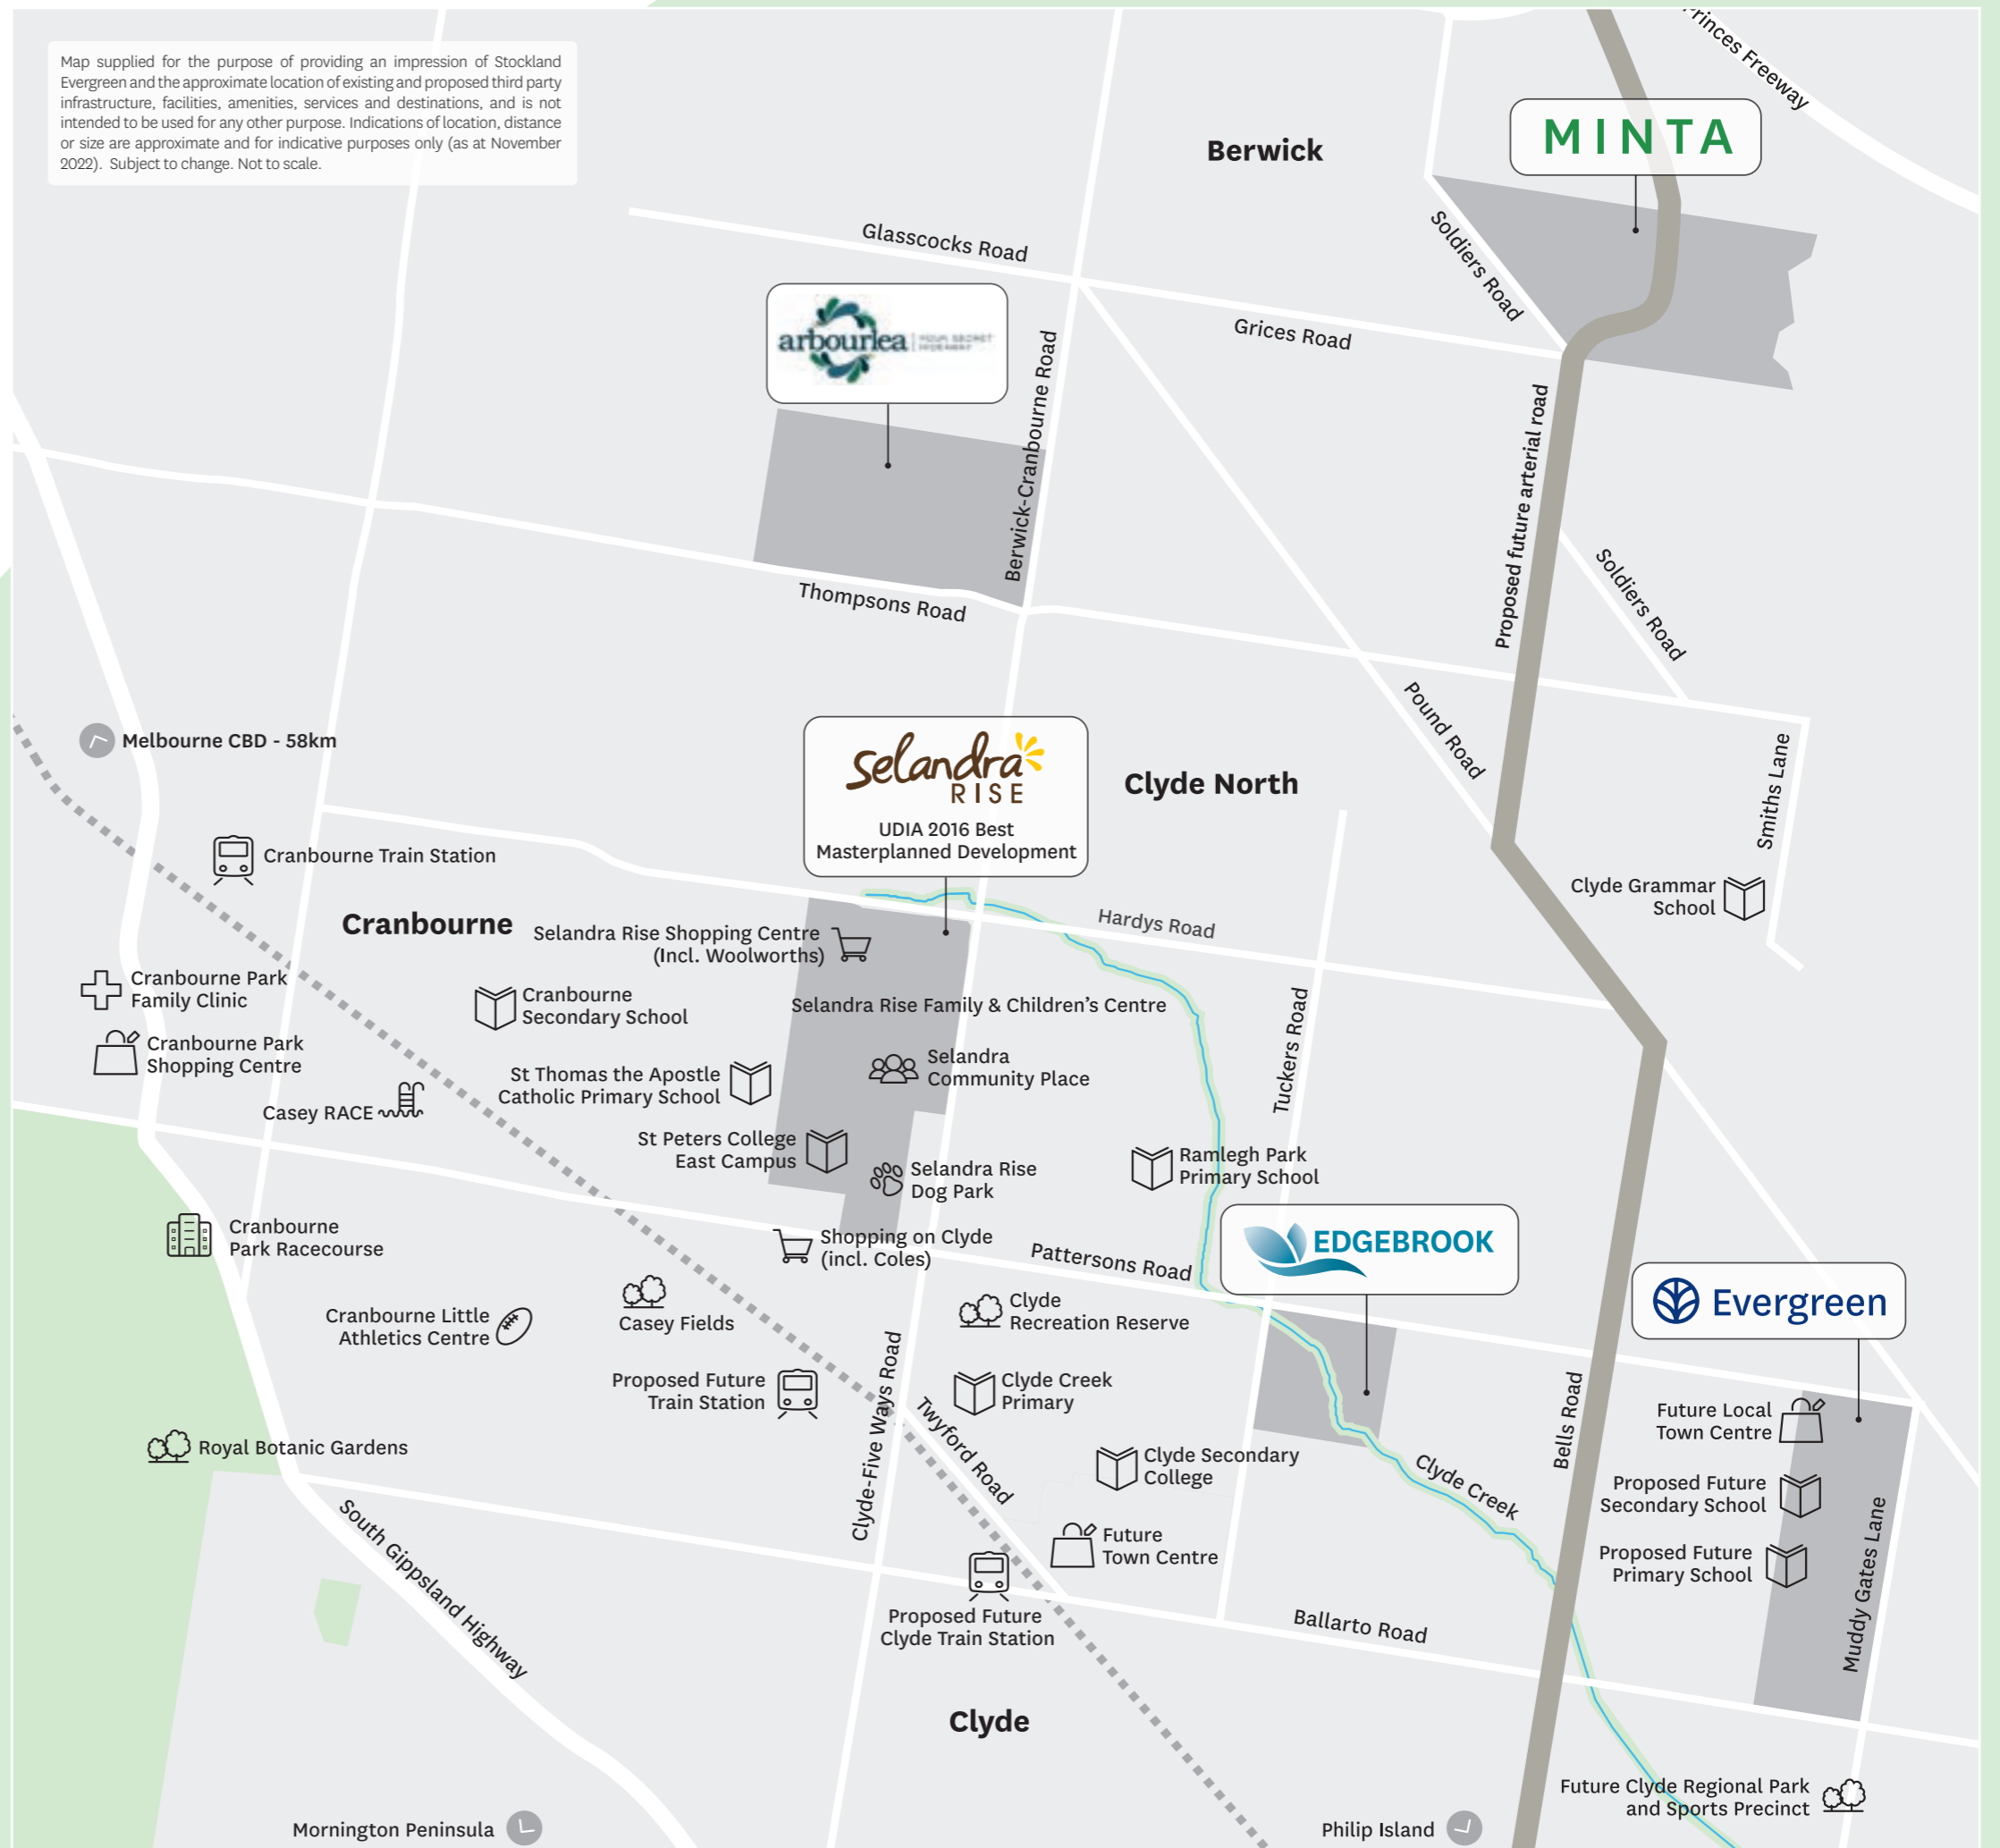 Map supplied for the purpose of providing an impression of Stockland
Evergreen and the approximate location of existing and proposed third party
infrastructure, facilities, amenities, services and destinations, and is not
intended to be used for any other purpose. Indications of location, distance
or size are approximate and for indicative purposes only (as at November
2022). Subject to change. Not to scale.
Princes Freeway
MINTA
Berwick
Soldiers Road
Glasscocks Road
Grices Road
arbourlea
YOUR SECRET
HIDEAWAY
Berwick-Cranbourne Road
Proposed future arterial road
Thompsons Road
Soldiers Road
Pound Road
Smiths Lane
Melbourne CBD - 58km
Selandra
RISE
UDIA 2016 Best
Masterplanned Development
Clyde North
Cranbourne Train Station
Clyde Grammar
School
Cranbourne
Selandra Rise Shopping Centre
(Incl. Woolworths)
Hardys Road
Cranbourne Park
Family Clinic
Cranbourne
Secondary School
Selandra Rise Family & Children’s Centre
Tuckers Road
Cranbourne Park
Shopping Centre
St Thomas the Apostle
Catholic Primary School
Selandra
Community Place
Casey RACE
St Peters College
East Campus
Selandra Rise
Dog Park
Ramlegh Park
Primary School
Cranbourne
Park Racecourse
Shopping on Clyde
(incl. Coles)
Pattersons Road
EDGEBROOK
Evergreen
Cranbourne Little
Athletics Centre
Casey Fields
Clyde
Recreation Reserve
Proposed Future
Train Station
Clyde-Five Ways Road
Twyford Road
Clyde Creek
Primary
Bells Road
Future Local
Town Centre
Royal Botanic Gardens
Clyde Secondary
College
Clyde Creek
Proposed Future
Secondary School
South Gippsland Highway
Future
Town Centre
Proposed Future
Primary School
Muddy Gates Lane
Proposed Future
Clyde Train Station
Ballarto Road
Clyde
Future Clyde Regional Park
and Sports Precinct
Mornington Peninsula
Philip Island